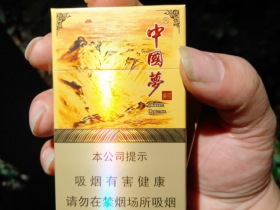 中國夢
本公司提示
吸烟有害健康
请勿在禁烟场所吸烟